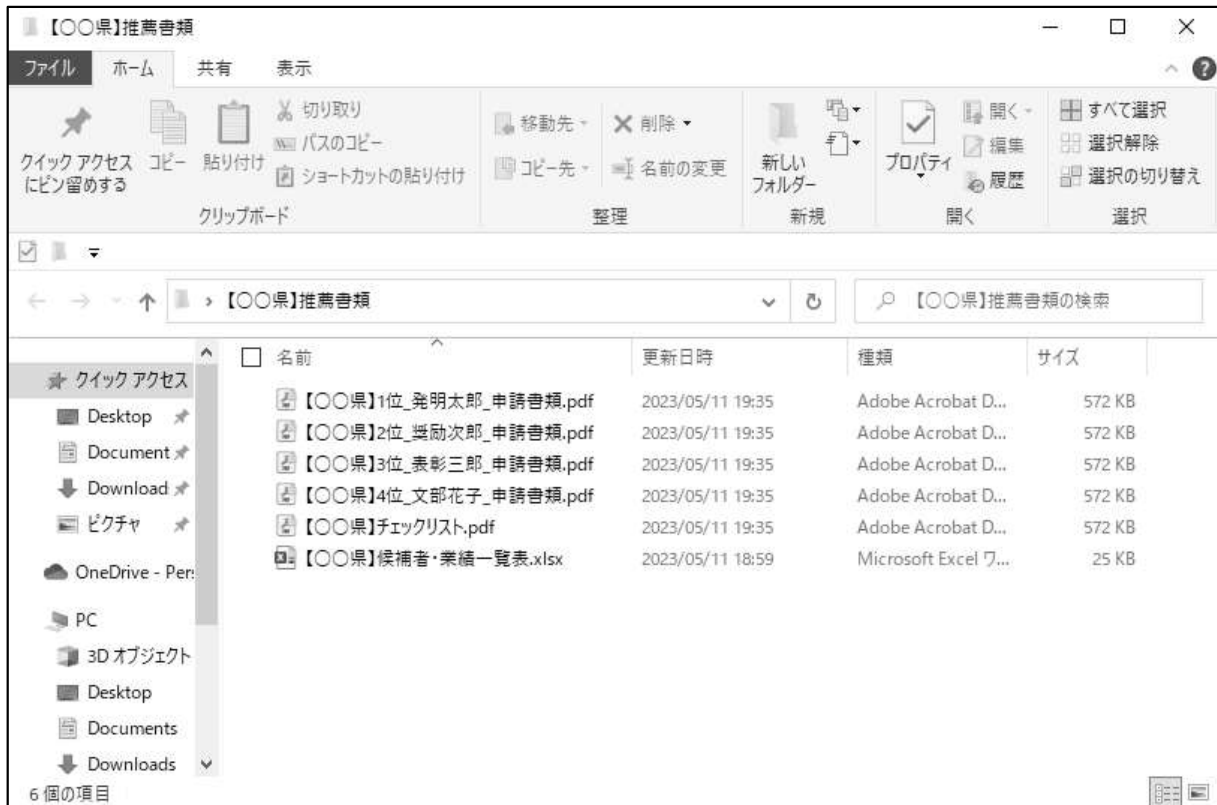 【〇〇県】推薦書類
ファイル ホーム 共有 表示
クイック アクセス
にピン留めする
コピー
貼り付け
切り取り
パスのコピー
ショートカットの貼り付け
クリップボード
移動先
コピー先
削除
名前の変更
整理
新しい
フォルダー
新規
プロパティ
開く
編集
履歴
開く
すべて選択
選択解除
選択の切り替え
選択
【〇〇県】推薦書類
【〇〇県】推薦書類の検索
名前 更新日時 種類 サイズ
【〇〇県】1位_発明太郎_申請書類.pdf 2023/05/11 19:35 Adobe Acrobat D... 572 KB
【〇〇県】2位_奨励次郎_申請書類.pdf 2023/05/11 19:35 Adobe Acrobat D... 572 KB
【〇〇県】3位_表彰三郎_申請書類.pdf 2023/05/11 19:35 Adobe Acrobat D... 572 KB
【〇〇県】4位_文部花子_申請書類.pdf 2023/05/11 19:35 Adobe Acrobat D... 572 KB
【〇〇県】チェックリスト.pdf 2023/05/11 19:35 Adobe Acrobat D... 572 KB
【〇〇県】候補者・業績一覧表.xlsx 2023/05/11 18:59 Microsoft Excel ワ... 25 KB
クイック アクセス
Desktop
Document
Download
ピクチャ
OneDrive - Pers
PC
3D オブジェクト
Desktop
Documents
Downloads
6 個の項目